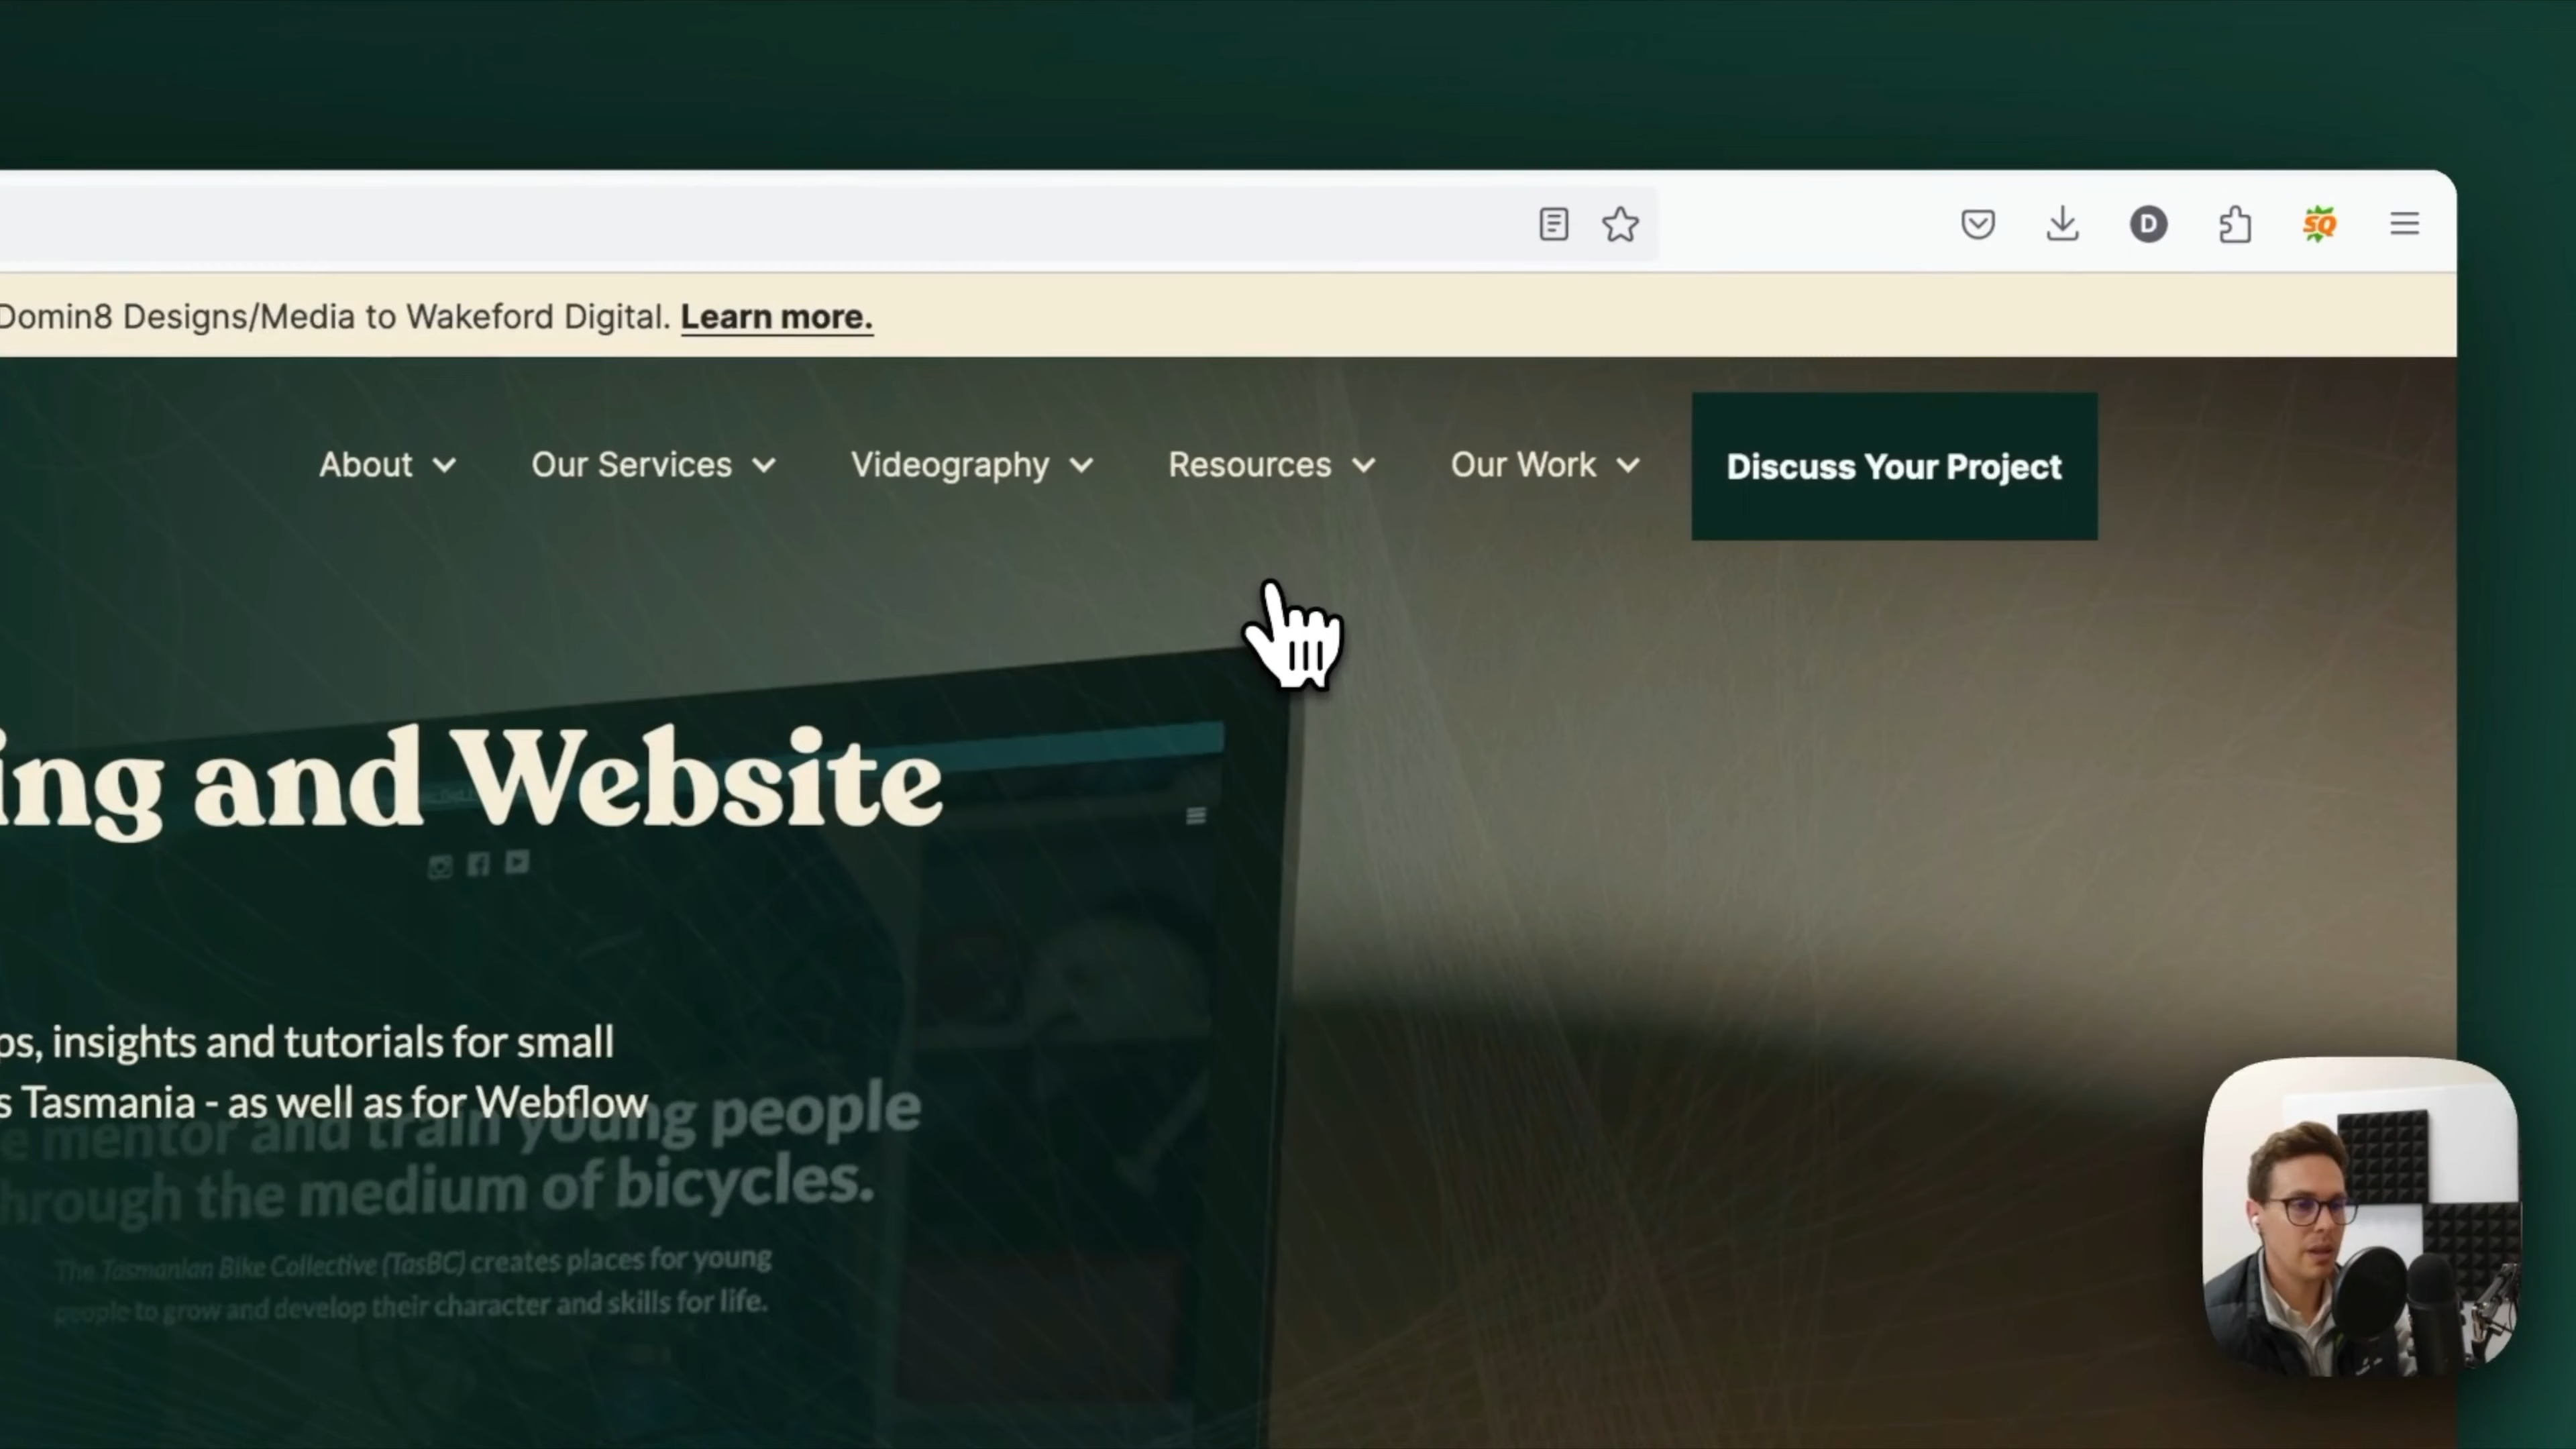 D
SQ
Domin8 Designs/Media to Wakeford Digital. Learn more.
About
Our Services
Videography
Resources
Our Work
Discuss Your Project
ing and Website
ps, insights and tutorials for small
s Tasmania - as well as for Webflow
e mentor and train young people
hrough the medium of bicycles.
The Tasmanian Bike Collective (TasBC) creates places for young
people to grow and develop their character and skills for life.